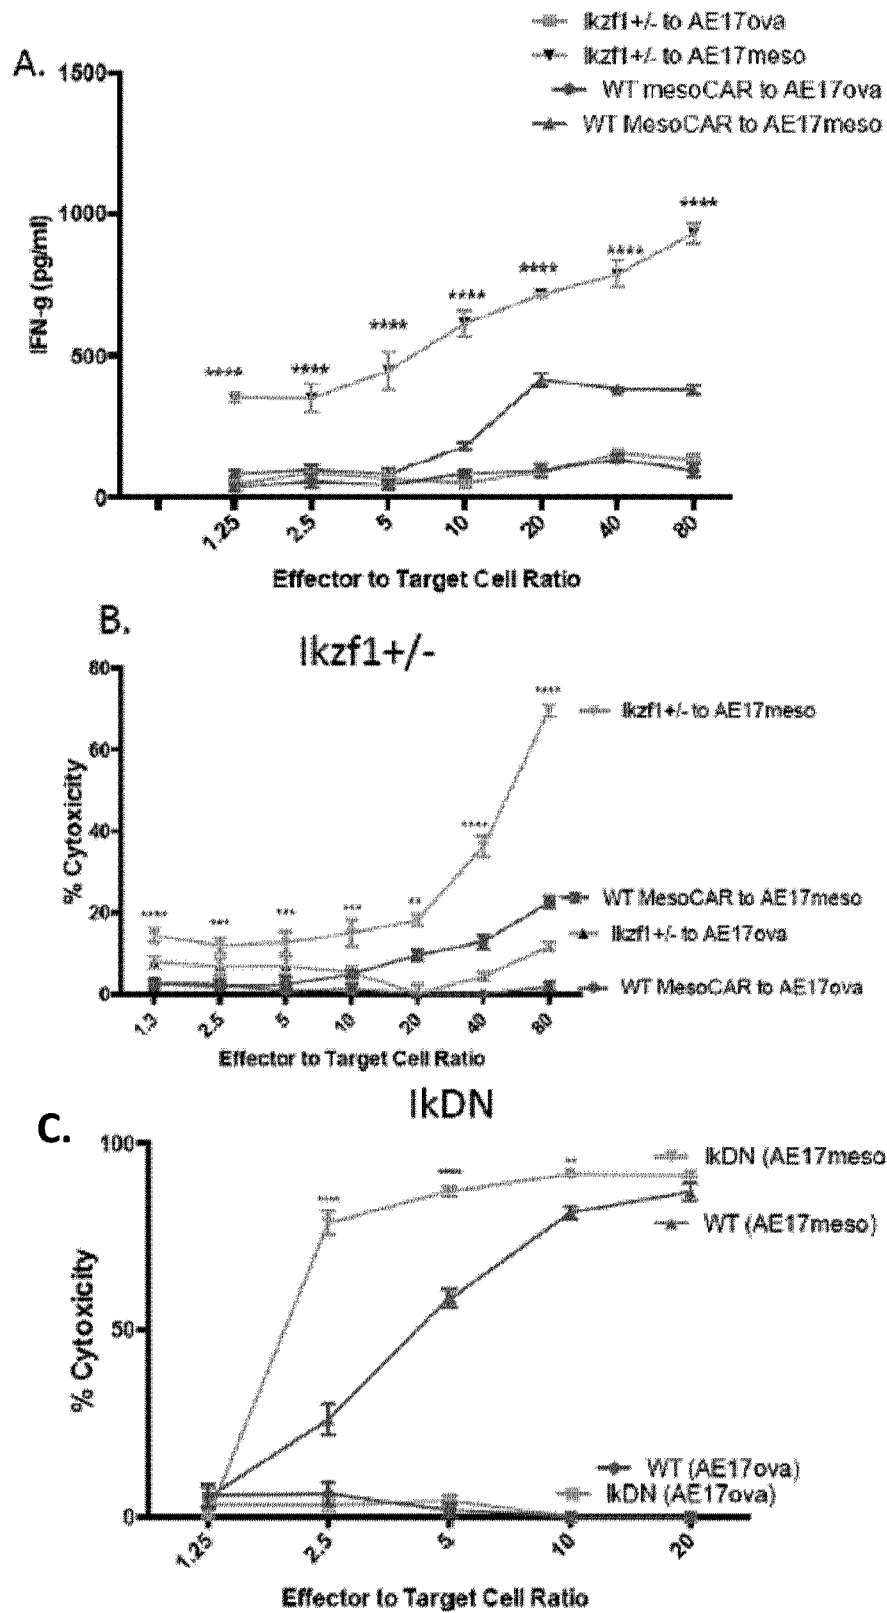 Ikzf1+/- to AE17ova
A.
Ikzf1+/- to AE17meso
WT mesoCAR to AE17ova
WT MesoCAR to AE17meso
1500
1000
500
0
IFN-g (pg/ml)
****
****
****
****
****
****
****
1.25
2.5
5
10
20
40
80
Effector to Target Cell Ratio
B.
Ikzf1+/-
80
60
40
20
0
% Cytoxicity
****
***
***
***
**
****
****
Ikzf1+/- to AE17meso
WT MesoCAR to AE17meso
Ikzf1+/- to AE17ova
WT MesoCAR to AE17ova
1.3
2.5
5
10
20
40
80
Effector to Target Cell Ratio
IkDN
C.
100
50
0
% Cytoxicity
****
****
**
IkDN (AE17meso
WT (AE17meso)
WT (AE17ova)
IkDN (AE17ova)
1.25
2.5
5
10
20
Effector to Target Cell Ratio